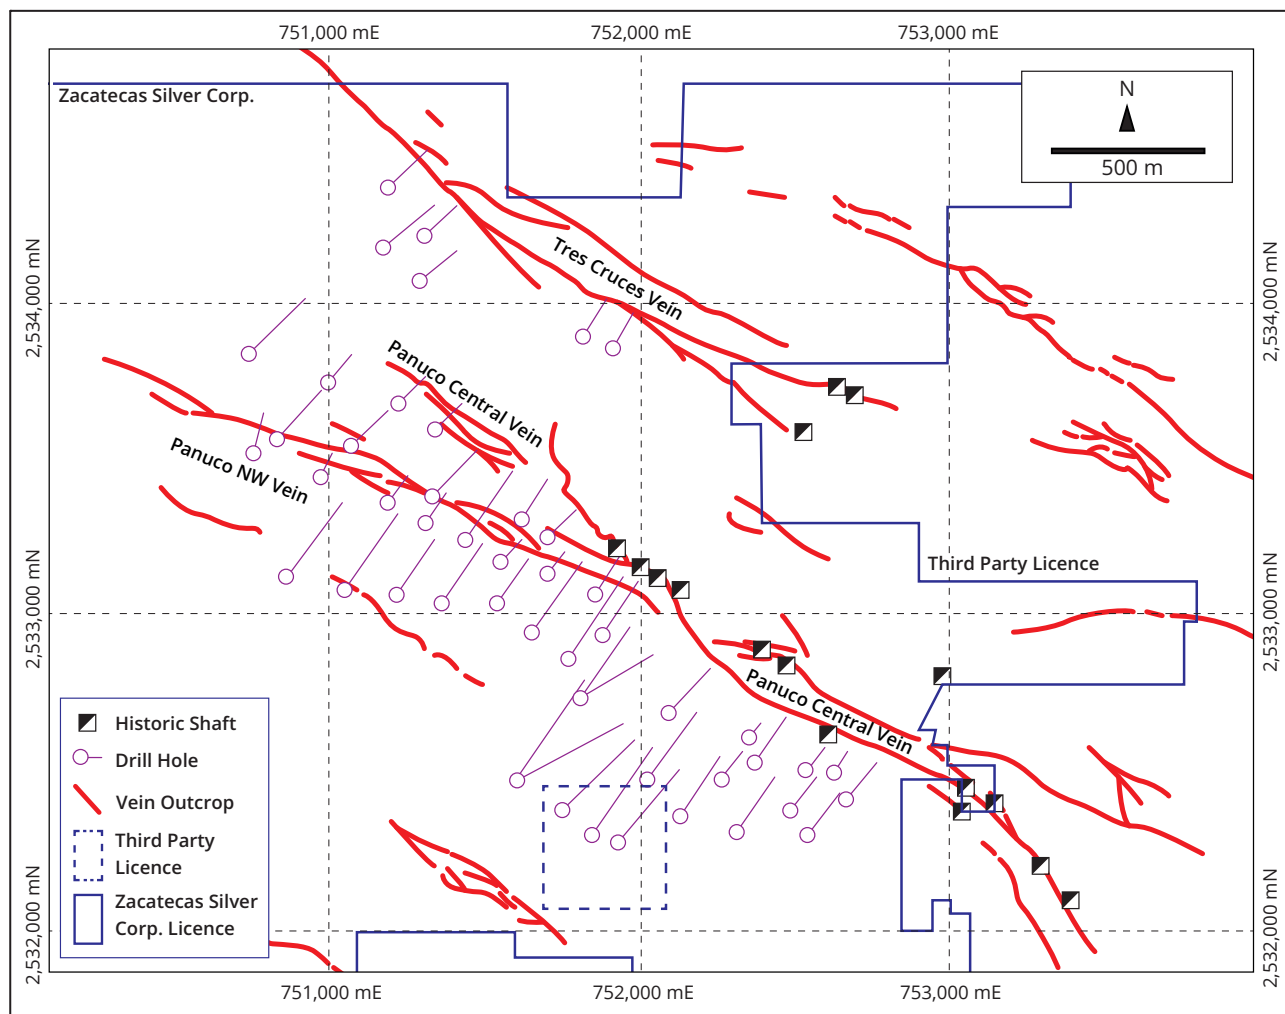 751,000 mE
752,000 mE
753,000 mE
Zacatecas Silver Corp.
N
500 m
2,534,000 mN
2,534,000 mN
Tres Cruces Vein
Panuco Central Vein
Panuco NW Vein
Third Party Licence
2,533,000 mN
2,533,000 mN
Panuco Central Vein
Historic Shaft
Drill Hole
Vein Outcrop
Third Party
Licence
Zacatecas Silver
Corp. Licence
2,532,000 mN
2,532,000 mN
751,000 mE
752,000 mE
753,000 mE